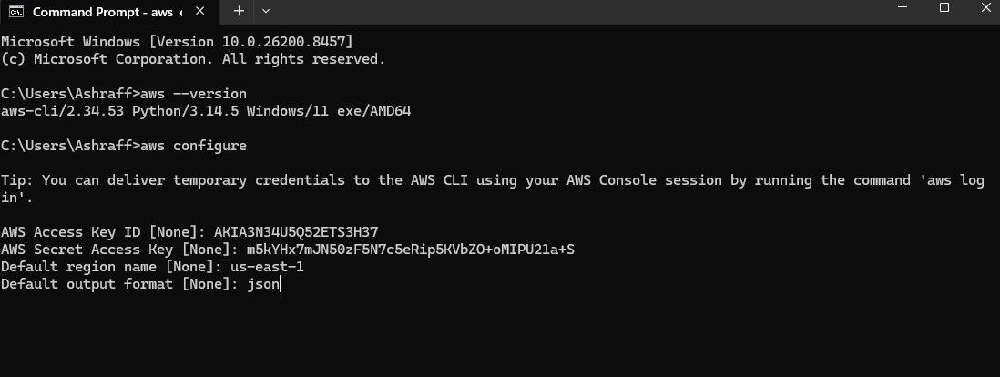 Command Prompt - aws c
Microsoft Windows [Version 10.0.26200.8457]
(c) Microsoft Corporation. All rights reserved.
C:\Users\Ashraff>aws --version
aws-cli/2.34.53 Python/3.14.5 Windows/11 exe/AMD64
C:\Users\Ashraff>aws configure
Tip: You can deliver temporary credentials to the AWS CLI using your AWS Console session by running the command 'aws log
in'.
AWS Access Key ID [None]: AKIA3N34U5Q52ETS3H37
AWS Secret Access Key [None]: m5kYHx7mJN50zF5N7c5eRip5KVbZO+oMIPU21a+S
Default region name [None]: us-east-1
Default output format [None]: json